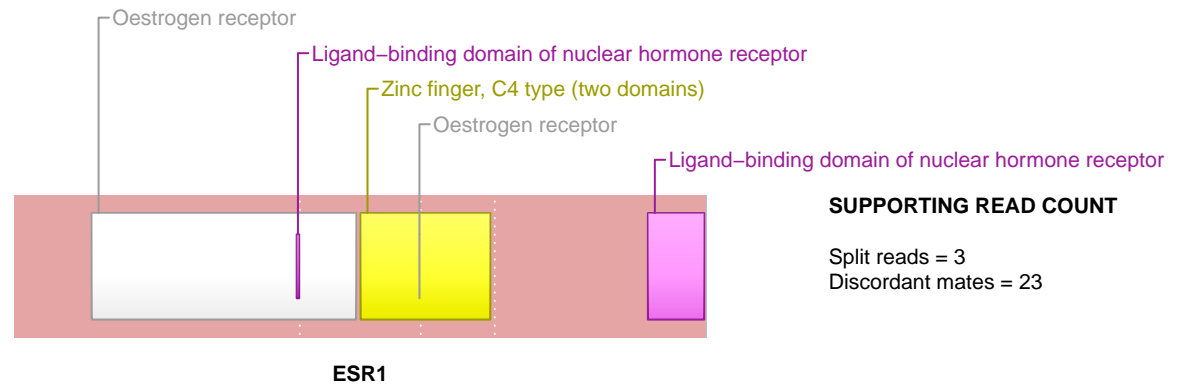 Oestrogen receptor
Ligand−binding domain of nuclear hormone receptor
Zinc finger, C4 type (two domains)
Oestrogen receptor
Ligand−binding domain of nuclear hormone receptor
SUPPORTING READ COUNT
Split reads = 3
Discordant mates = 23
ESR1